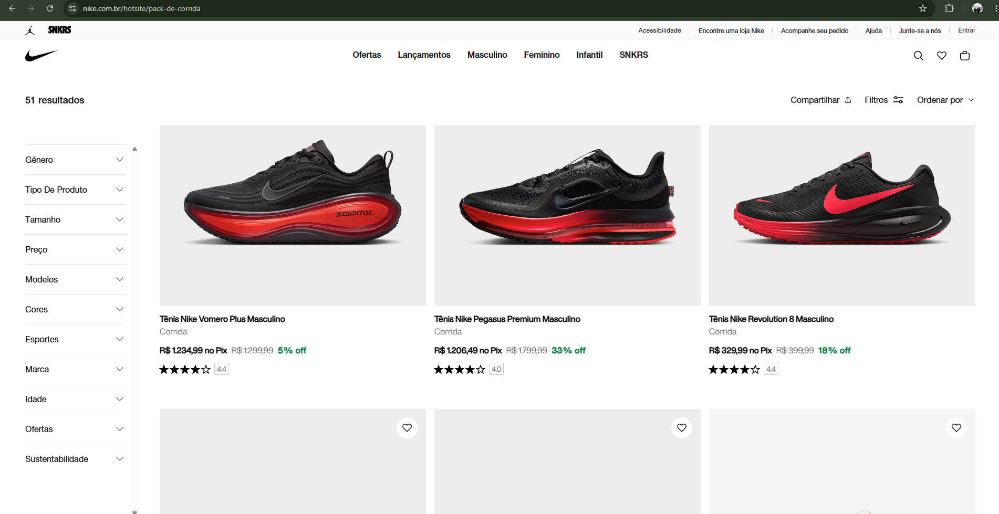 nike.com.br/hotsite/pack-de-corrida
SNKRS
Acessibilidade
Encontre uma loja Nike
Acompanhe seu pedido
Ajuda
Junte-se a nós
Entrar
Ofertas
Lançamentos
Masculino
Feminino
Infantil
SNKRS
51 resultados
Compartilhar
Filtros
Ordenar por
Gênero
Tipo De Produto
Tamanho
Preço
Modelos
Cores
Esportes
Marca
Idade
Ofertas
Sustentabilidade
ZOOMX
Tênis Nike Vomero Plus Masculino
Corrida
R$ 1.234,99 no Pix R$ 1.299,99 5% off
4.4
Tênis Nike Pegasus Premium Masculino
Corrida
R$ 1.206,49 no Pix R$ 1.799,99 33% off
4.0
Tênis Nike Revolution 8 Masculino
Corrida
R$ 329,99 no Pix R$ 399,99 18% off
4.4